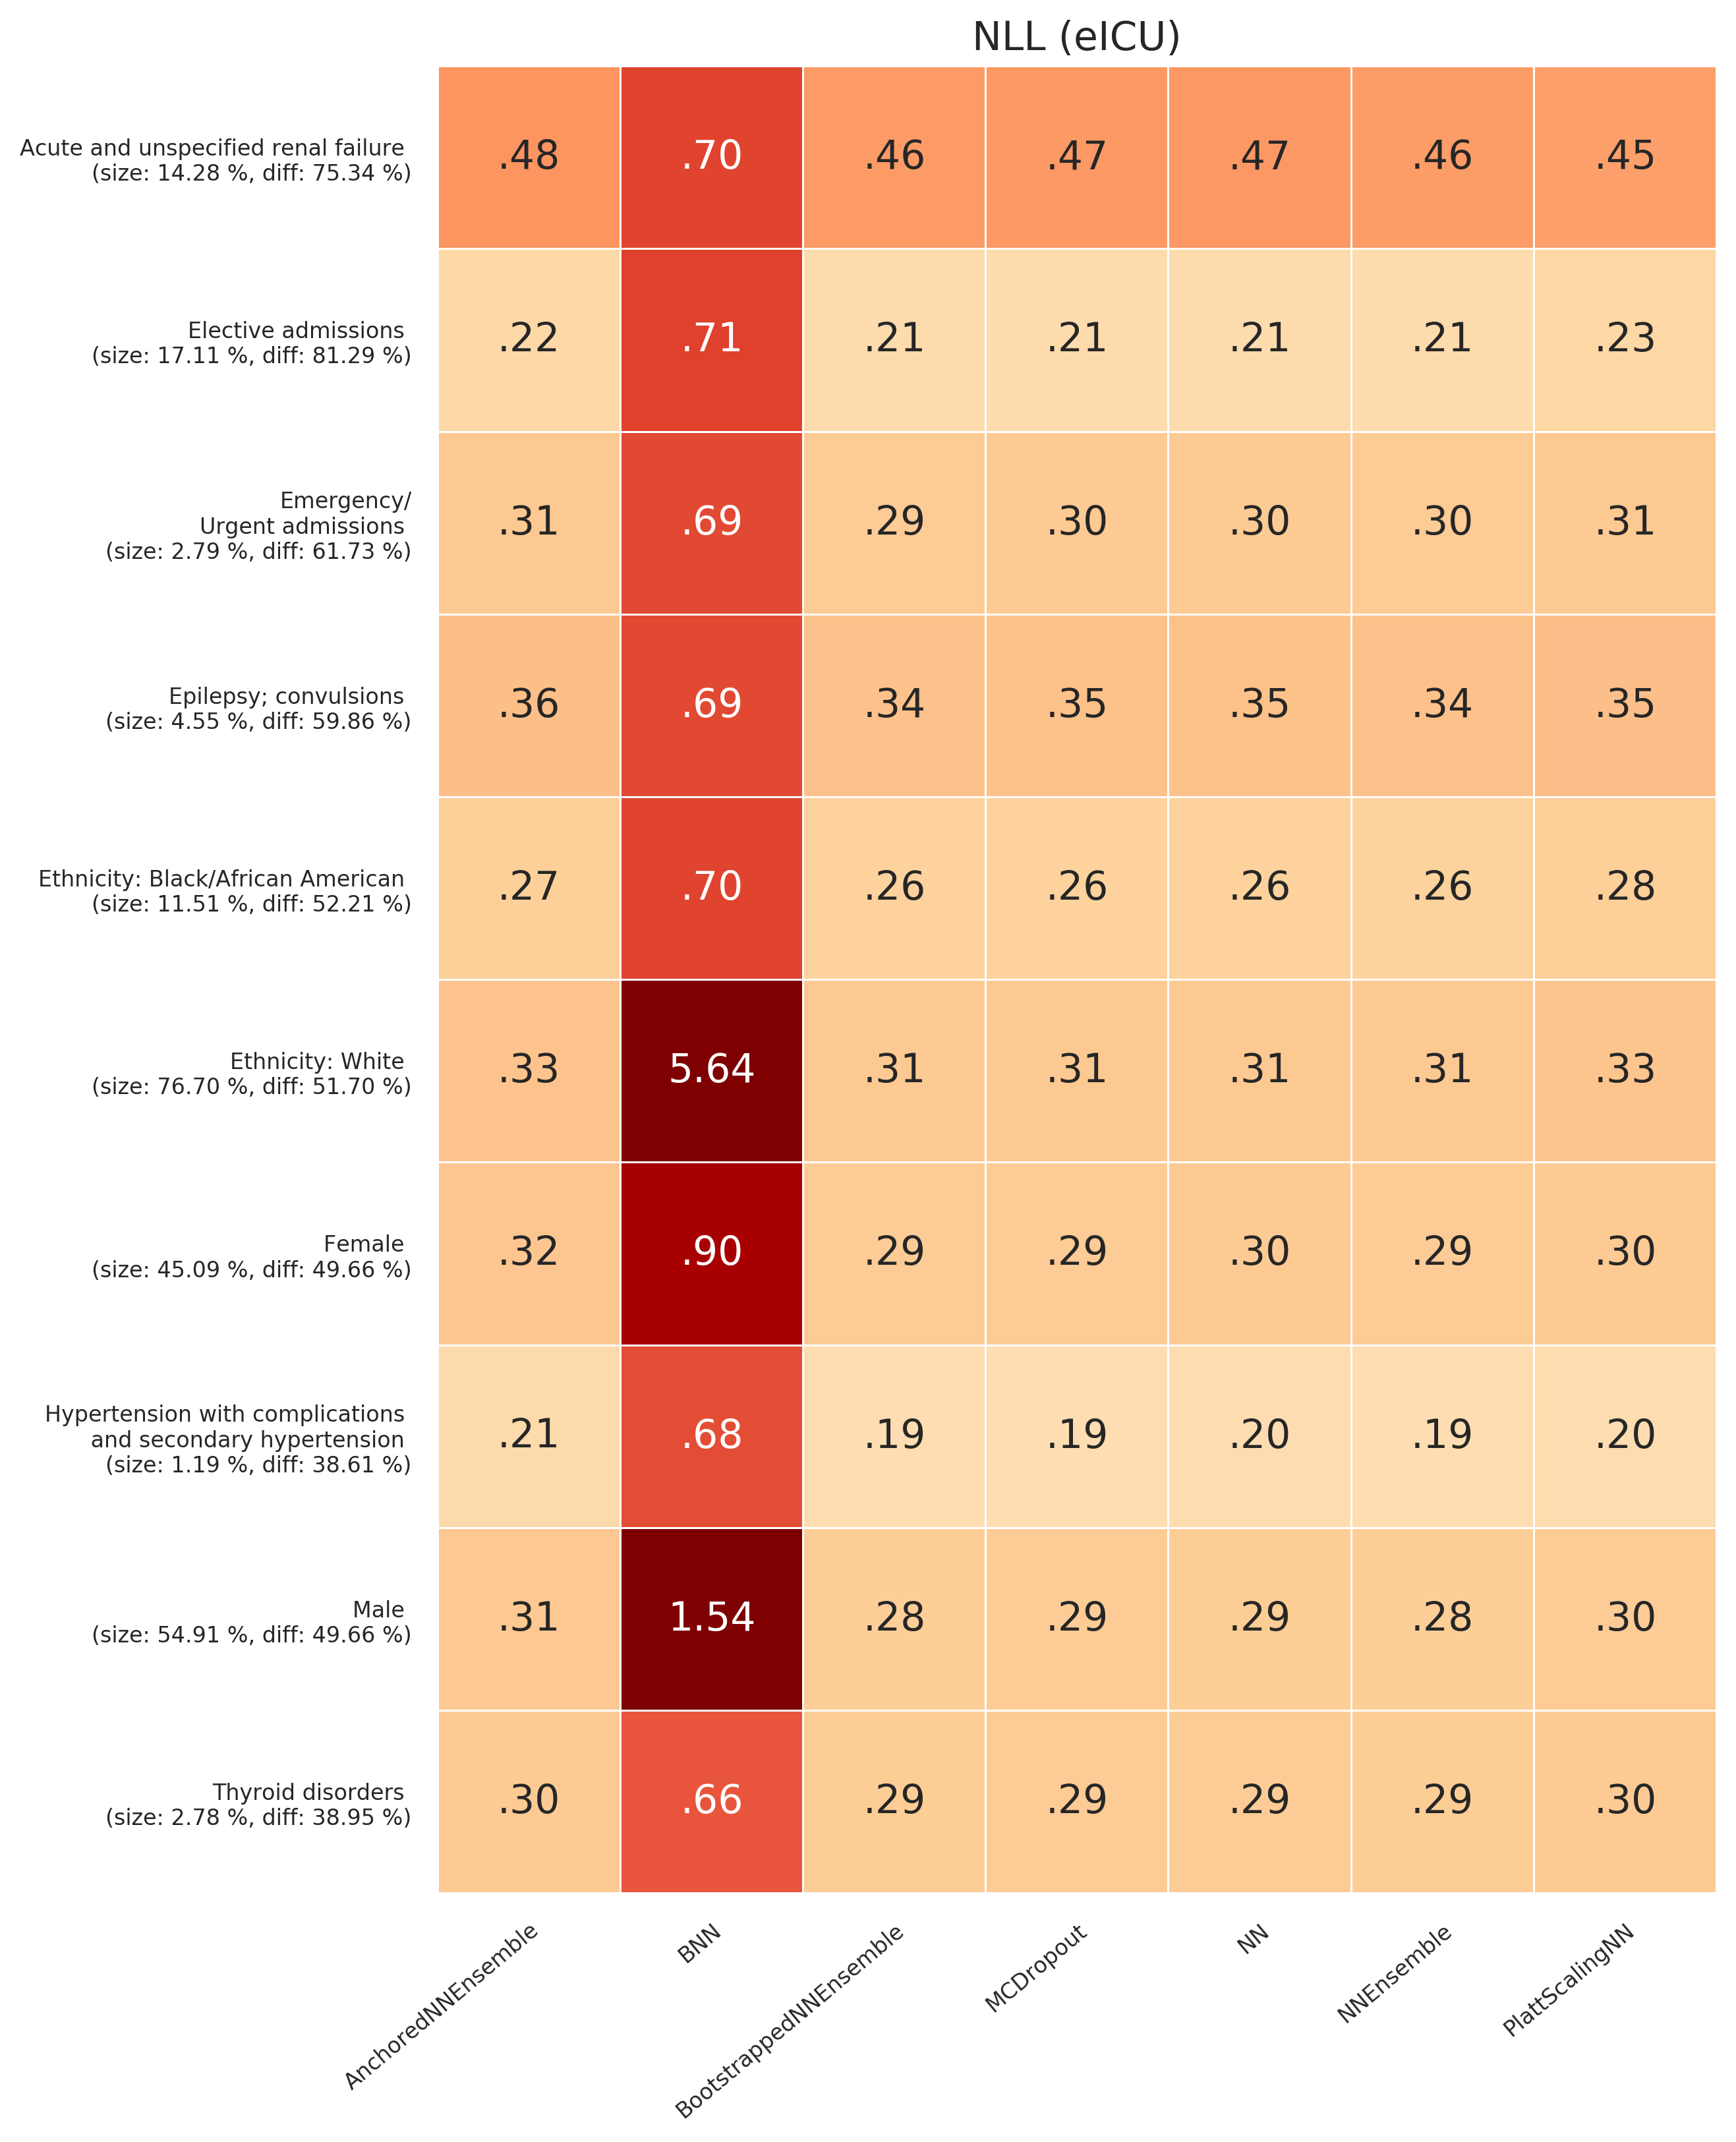 NLL (eICU)
Acute and unspecified renal failure
(size: 14.28 %, diff: 75.34 %)
.48 .70 .46 .47 .47 .46 .45
Elective admissions
(size: 17.11 %, diff: 81.29 %)
.22 .71 .21 .21 .21 .21 .23
Emergency/
Urgent admissions
(size: 2.79 %, diff: 61.73 %)
.31 .69 .29 .30 .30 .30 .31
Epilepsy; convulsions
(size: 4.55 %, diff: 59.86 %)
.36 .69 .34 .35 .35 .34 .35
Ethnicity: Black/African American
(size: 11.51 %, diff: 52.21 %)
.27 .70 .26 .26 .26 .26 .28
Ethnicity: White
(size: 76.70 %, diff: 51.70 %)
.33 5.64 .31 .31 .31 .31 .33
Female
(size: 45.09 %, diff: 49.66 %)
.32 .90 .29 .29 .30 .29 .30
Hypertension with complications
and secondary hypertension
(size: 1.19 %, diff: 38.61 %)
.21 .68 .19 .19 .20 .19 .20
Male
(size: 54.91 %, diff: 49.66 %)
.31 1.54 .28 .29 .29 .28 .30
Thyroid disorders
(size: 2.78 %, diff: 38.95 %)
.30 .66 .29 .29 .29 .29 .30
AnchoredNNEnsemble
BNN
BootstrappedNNEnsemble
MCDropout
NN
NNEnsemble
PlattScalingNN